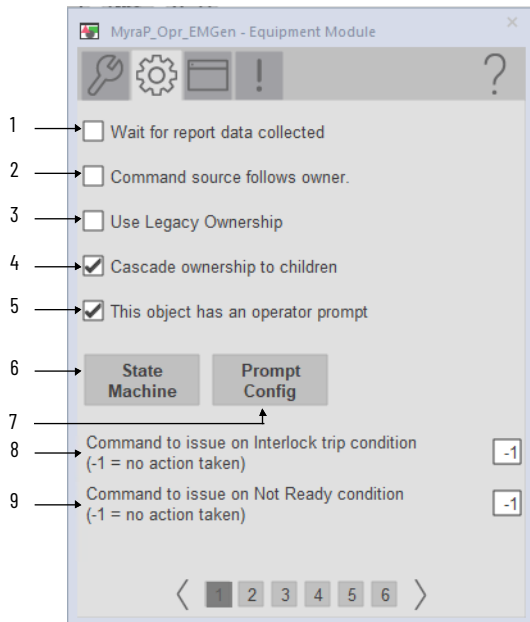 MyraP_Opr_EMGen - Equipment Module
×
!
?
1
Wait for report data collected
2
Command source follows owner.
3
Use Legacy Ownership
4
Cascade ownership to children
5
This object has an operator prompt
6
State
Machine
Prompt
Config
7
8
Command to issue on Interlock trip condition
(-1 = no action taken)
-1
9
Command to issue on Not Ready condition
(-1 = no action taken)
-1
1 2 3 4 5 6